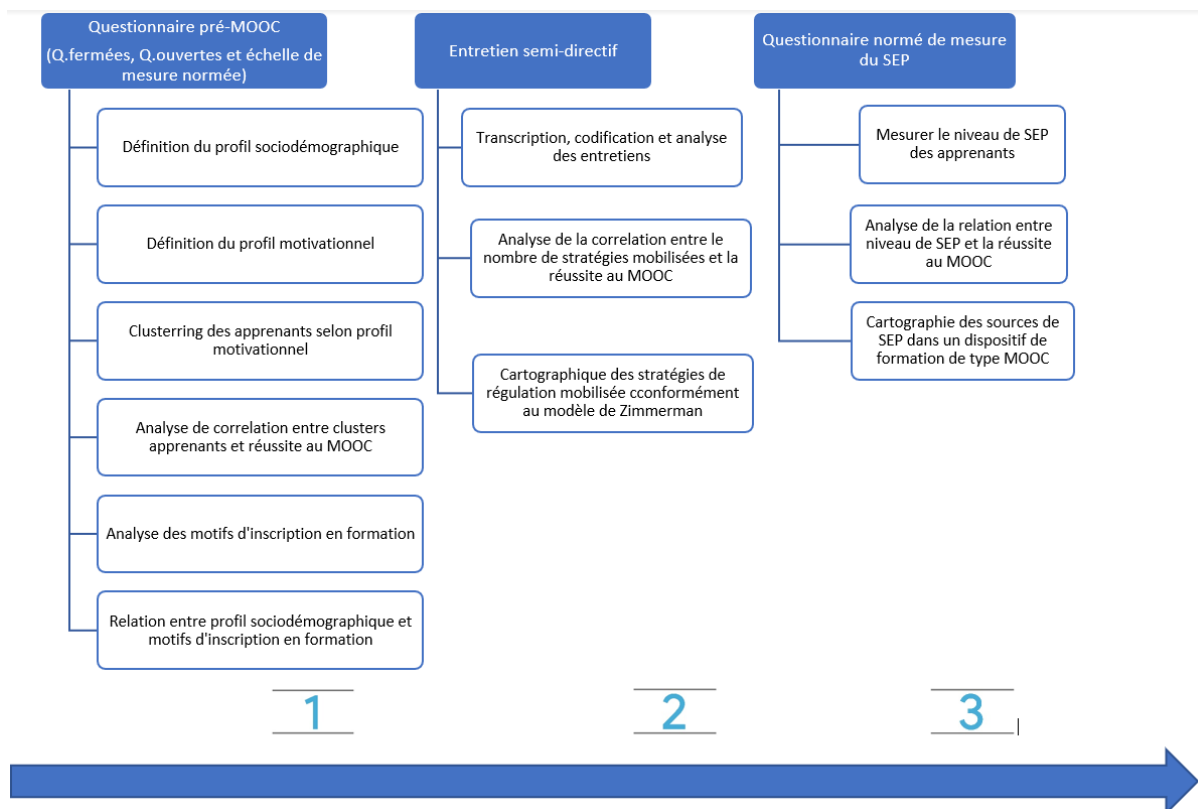 Questionnaire pré-MOOC
(Q.fermées, Q.ouvertes et échelle de
mesure normée)
Définition du profil sociodémographique
Définition du profil motivationnel
Clusterring des apprenants selon profil
motivationnel
Analyse de correlation entre clusters
apprenants et réussite au MOOC
Analyse des motifs d'inscription en formation
Relation entre profil sociodémographique et
motifs d'inscription en formation
Entretien semi-directif
Transcription, codification et analyse
des entretiens
Analyse de la correlation entre le
nombre de stratégies mobilisées et la
réussite au MOOC
Cartographique des stratégies de
régulation mobilisée cconformément
au modèle de Zimmerman
Questionnaire normé de mesure
du SEP
Mesurer le niveau de SEP
des apprenants
Analyse de la relation entre
niveau de SEP et la réussite
au MOOC
Cartographie des sources de
SEP dans un dispositif de
formation de type MOOC
1
2
3